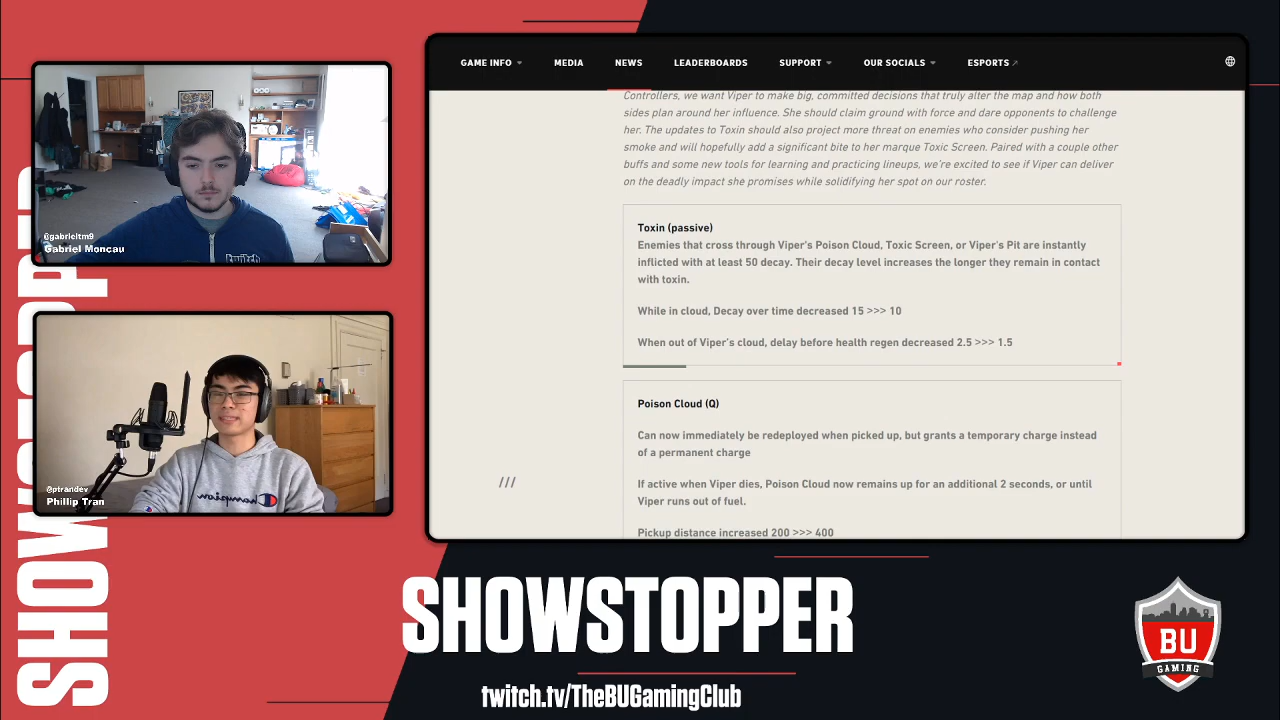 GAME INFO
MEDIA
NEWS
LEADERBOARDS
SUPPORT
OUR SOCIALS
ESPORTS
Controllers, we want Viper to make big, committed decisions that truly alter the map and how both
sides plan around her influence. She should claim ground with force and dare opponents to challenge
her. The updates to Toxin should also project more threat on enemies who consider pushing her
smoke and will hopefully add a significant bite to her marque Toxic Screen. Paired with a couple other
buffs and some new tools for learning and practicing lineups, we're excited to see if Viper can deliver
on the deadly impact she promises while solidifying her spot on our roster.
Toxin (passive)
Enemies that cross through Viper's Poison Cloud, Toxic Screen, or Viper's Pit are instantly
inflicted with at least 50 decay. Their decay level increases the longer they remain in contact
with toxin.
While in cloud, Decay over time decreased 15 >>> 10
When out of Viper's cloud, delay before health regen decreased 2.5 >>> 1.5
Poison Cloud (Q)
Can now immediately be redeployed when picked up, but grants a temporary charge instead
of a permanent charge
If active when Viper dies, Poison Cloud now remains up for an additional 2 seconds, or until
Viper runs out of fuel.
Pickup distance increased 200 >>> 400
///
@gabrieltm9
Gabriel Moncau
Twitch
@ptrandev
Phillip Tran
Champion
SHOWSTOPPER
SHOWSTOPPER
twitch.tv/TheBUGamingClub
BU
GAMING